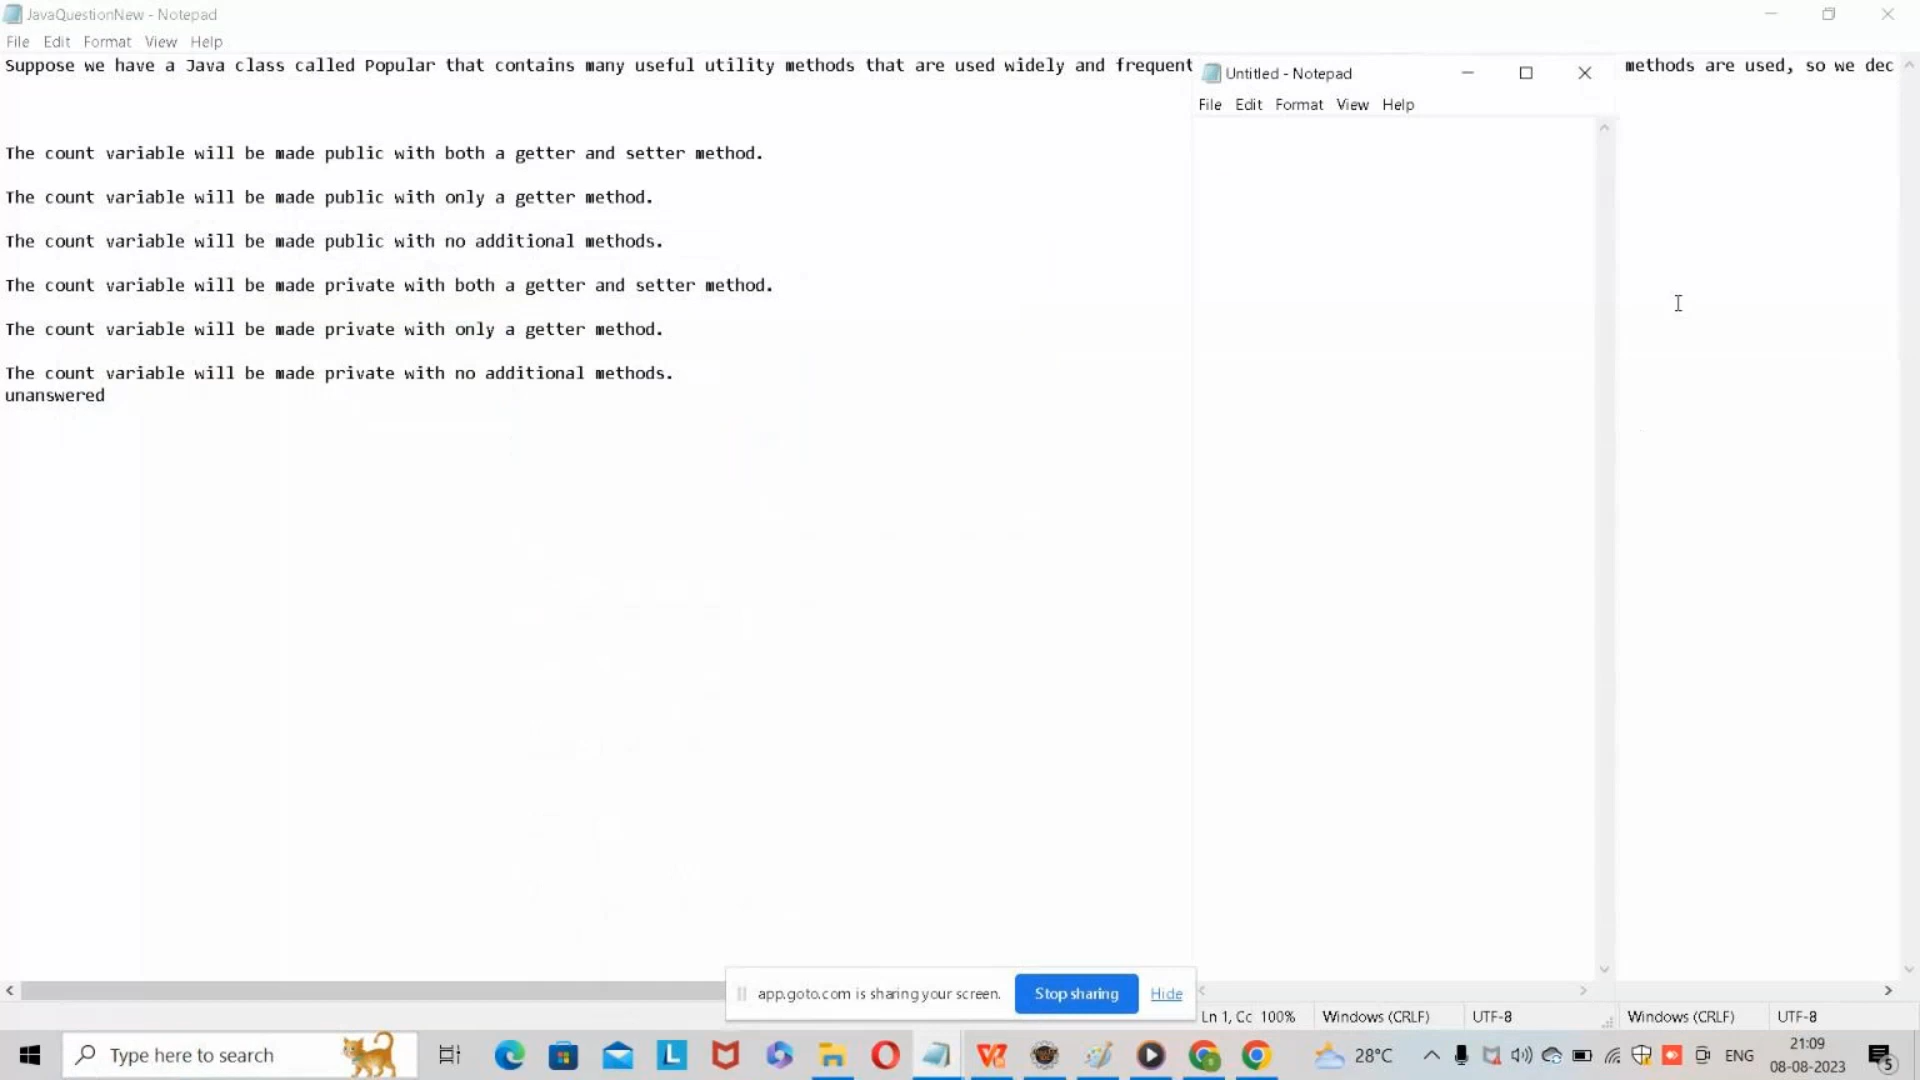 JavaQuestionNew - Notepad
File Edit Format View Help
Suppose we have a Java class called Popular that contains many useful utility methods that are used widely and frequent
methods are used, so we dec
Untitled - Notepad
File Edit Format View Help
The count variable will be made public with both a getter and setter method.
The count variable will be made public with only a getter method.
The count variable will be made public with no additional methods.
The count variable will be made private with both a getter and setter method.
The count variable will be made private with only a getter method.
The count variable will be made private with no additional methods.
unanswered
app.goto.com is sharing your screen. Stop sharing Hide
Ln 1, Cc 100% Windows (CRLF) UTF-8 Windows (CRLF) UTF-8
Type here to search
28°C
ENG
21:09
08-08-2023
5